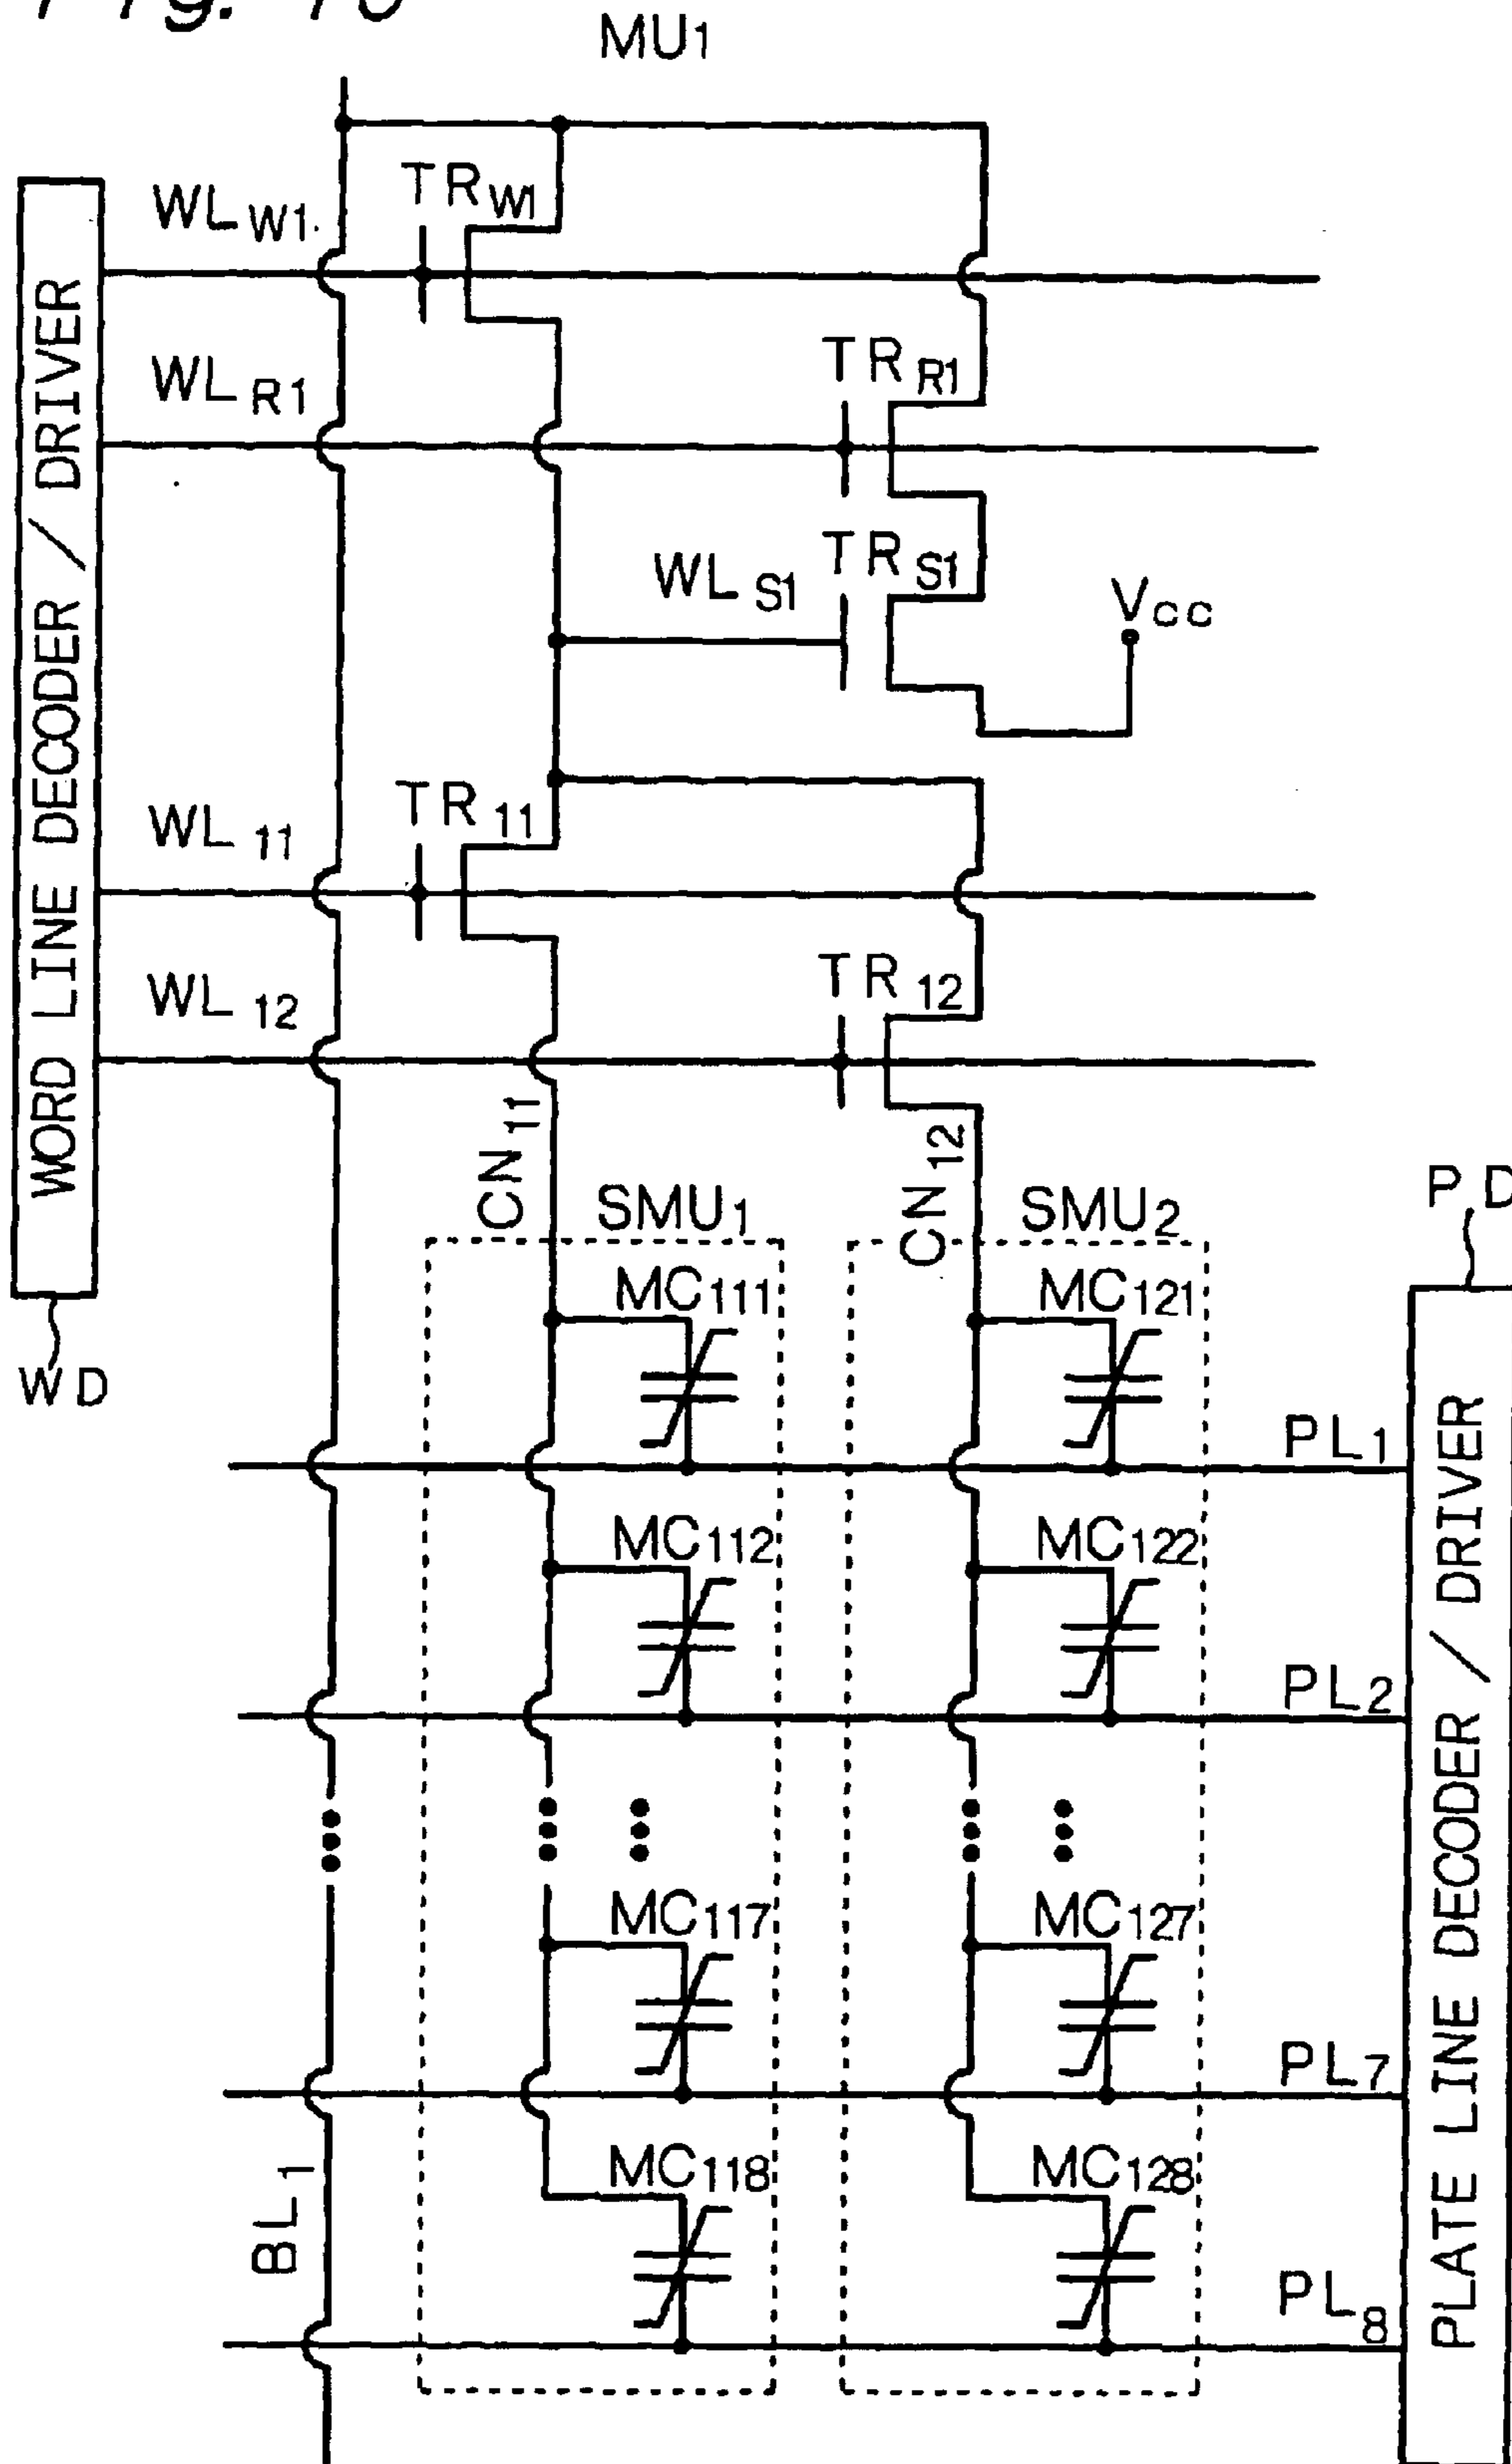 MU1
TRW1
WLW1
TRR1
WLR1
TRS1
WLS1
Vcc
TR11
WL11
TR12
WL12
WORD LINE DECODER / DRIVER
WD
CN11
CN12
SMU1
SMU2
PD
MC111
MC121
PL1
MC112
MC122
PL2
MC117
MC127
PL7
MC118
MC128
PL8
BL1
PLATE LINE DECODER / DRIVER